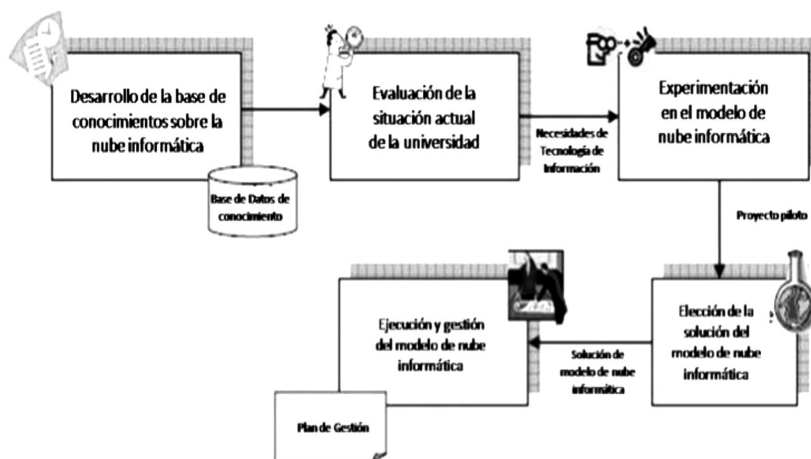 Desarrollo de la base de
conocimientos sobre la
nube informática
Base de Datos de
conocimiento
Evaluación de la
situación actual
de la universidad
Necesidades de
Tecnología de
Información
Experimentación
en el modelo de
nube informática
Proyecto piloto
Elección de la
solución del
modelo de nube
informática
Solución de
modelo de nube
informática
Ejecución y gestión
del modelo de nube
informática
Plan de Gestión